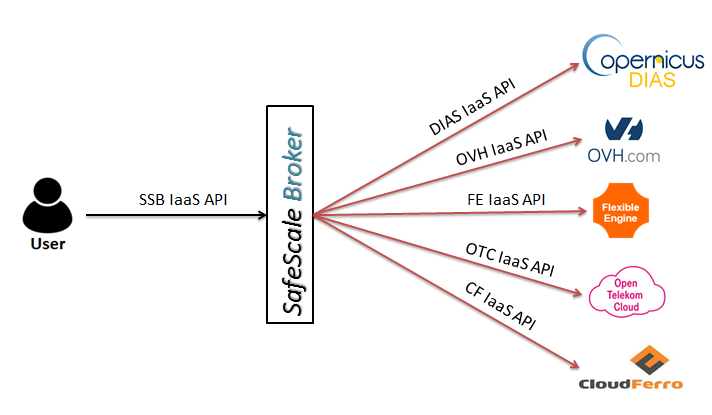 User
SSB IaaS API
SafeScale Broker
DIAS IaaS API
OVH IaaS API
FE IaaS API
OTC IaaS API
CF IaaS API
Copernicus
DIAS
OVH.com
Flexible
Engine
Open
Telekom
Cloud
CloudFerro